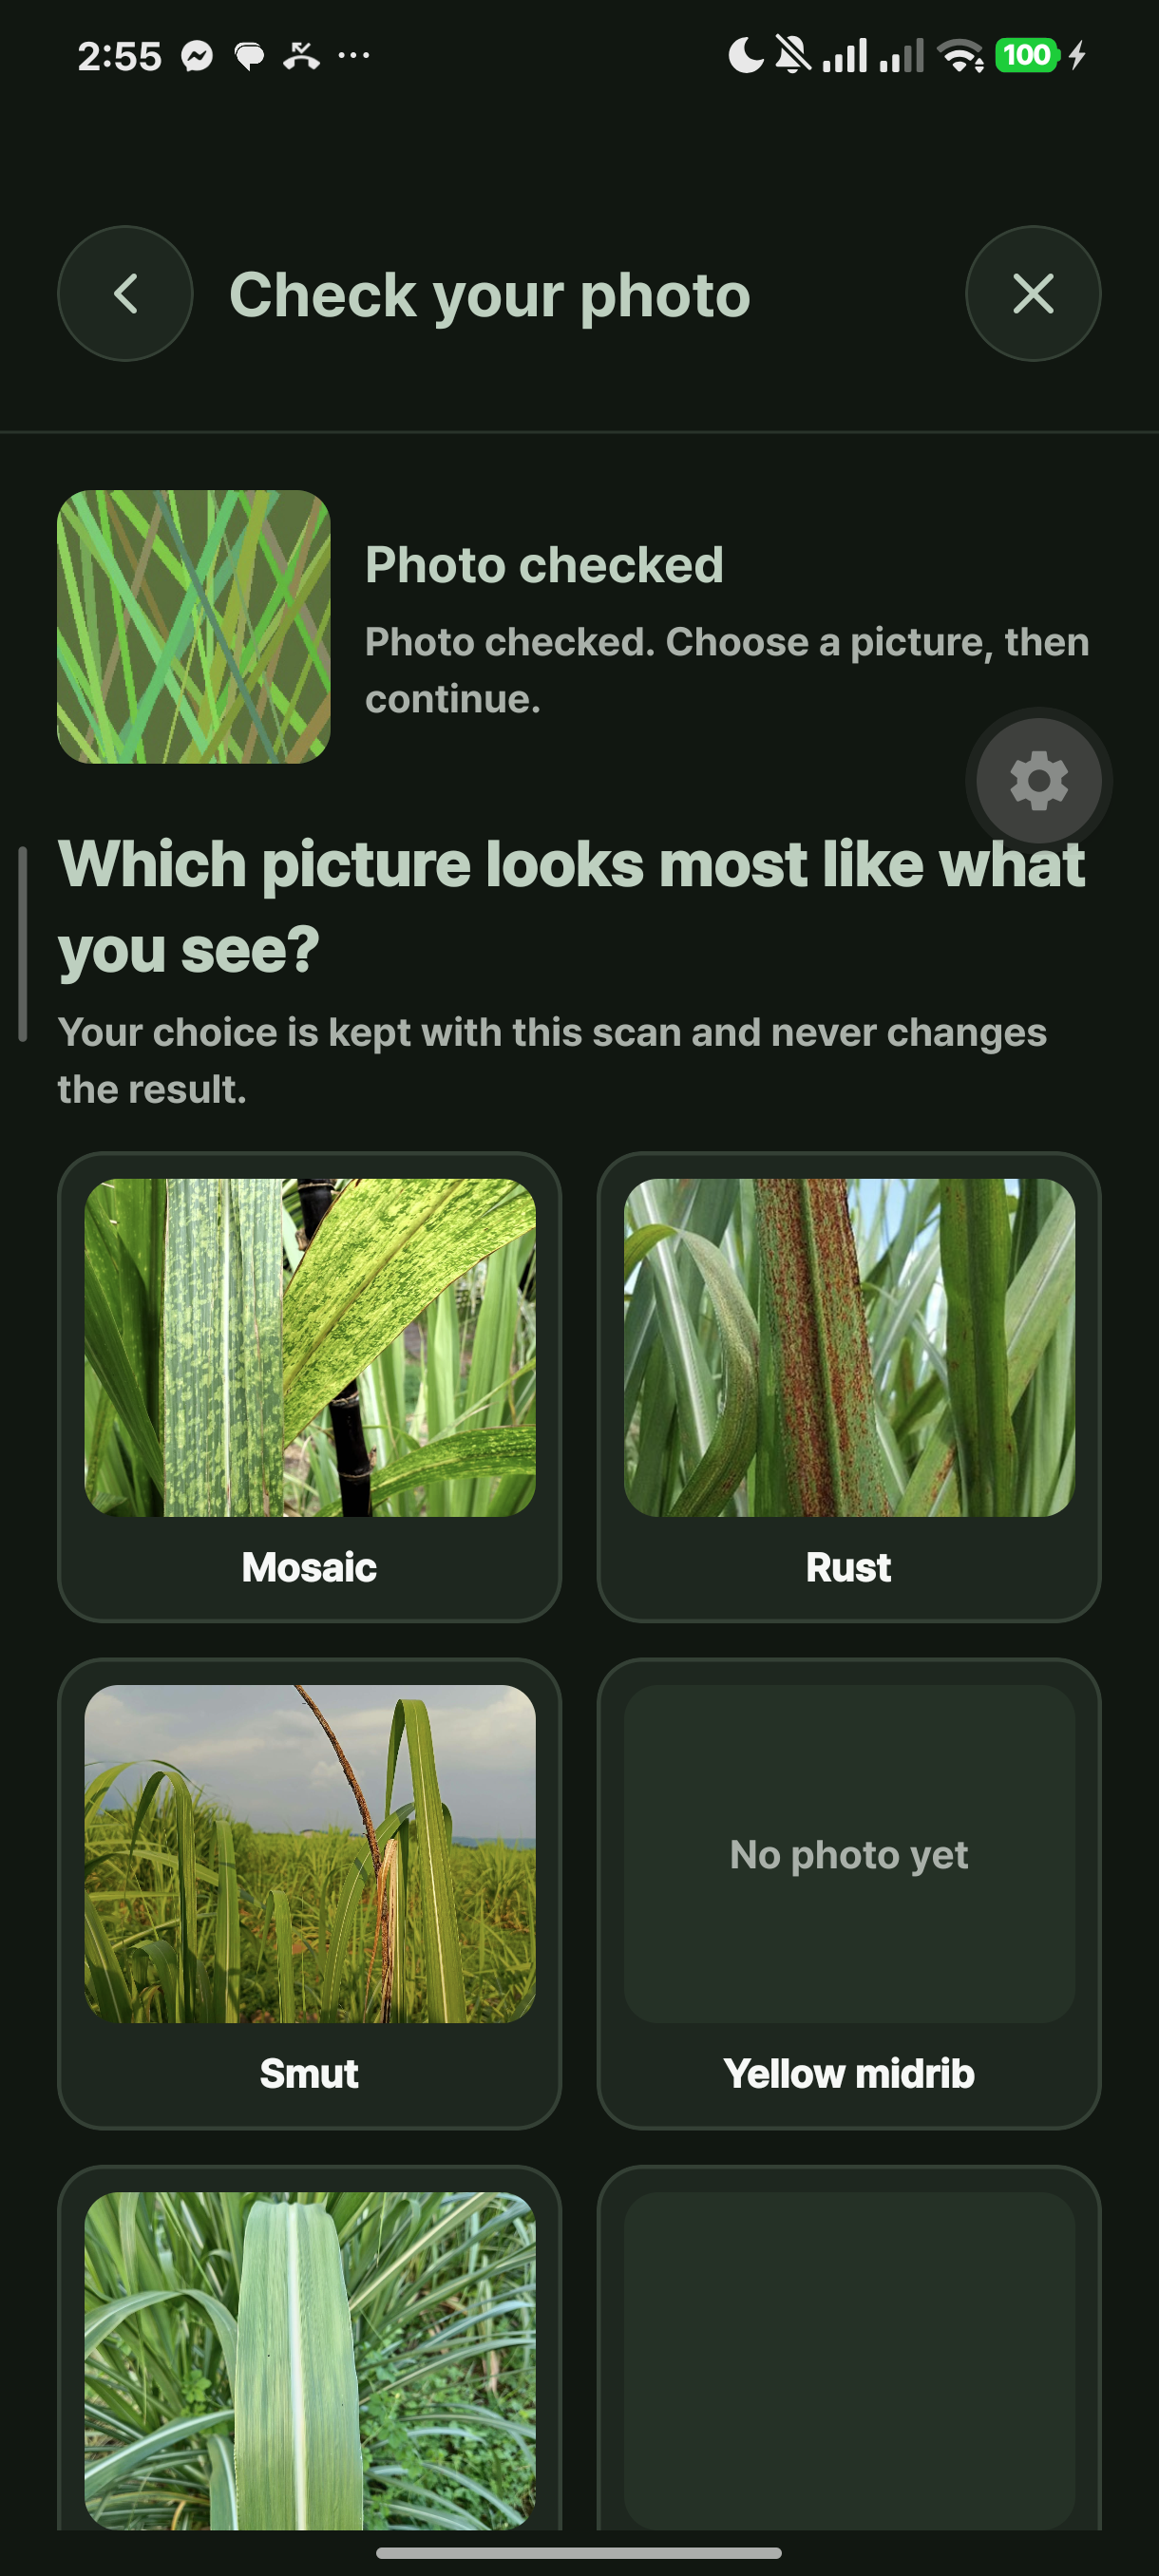 2:55
100
Check your photo
Photo checked
Photo checked. Choose a picture, then
continue.
Which picture looks most like what
you see?
Your choice is kept with this scan and never changes
the result.
Mosaic
Rust
No photo yet
Smut
Yellow midrib